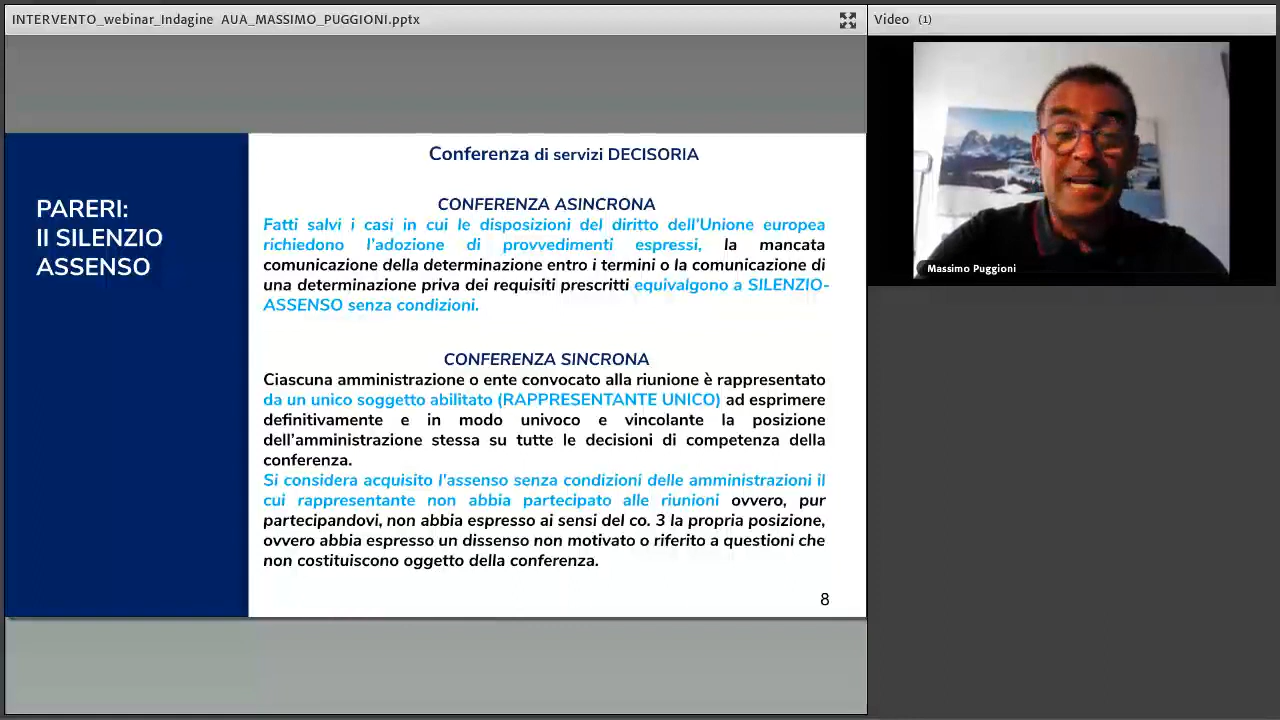 INTERVENTO_webinar_Indagine AUA_MASSIMO_PUGGIONI.pptx
Video (1)
Massimo Puggioni
PARERI:
Il SILENZIO
ASSENSO
Conferenza di servizi DECISORIA
CONFERENZA ASINCRONA
Fatti salvi i casi in cui le disposizioni del diritto dell'Unione europea
richiedono l'adozione di provvedimenti espressi, la mancata
comunicazione della determinazione entro i termini o la comunicazione di
una determinazione priva dei requisiti prescritti equivalgono a SILENZIO-
ASSENSO senza condizioni.
CONFERENZA SINCRONA
Ciascuna amministrazione o ente convocato alla riunione è rappresentato
da un unico soggetto abilitato (RAPPRESENTANTE UNICO) ad esprimere
definitivamente e in modo univoco e vincolante la posizione
dell'amministrazione stessa su tutte le decisioni di competenza della
conferenza.
Si considera acquisito l'assenso senza condizioni delle amministrazioni il
cui rappresentante non abbia partecipato alle riunioni ovvero, pur
partecipandovi, non abbia espresso ai sensi del co. 3 la propria posizione,
ovvero abbia espresso un dissenso non motivato o riferito a questioni che
non costituiscono oggetto della conferenza.
8